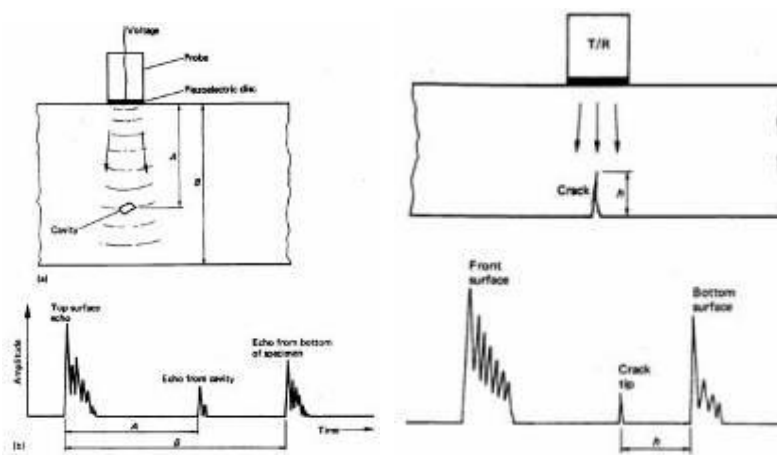 Voltage
Probe
Piezoelectric disc
A
B
Cavity
(a)
Top surface
echo
Echo from cavity
Echo from bottom
of specimen
Amplitude
A
B
Time
(b)
T/R
Crack
h
Front
surface
Crack
tip
Bottom
surface
h